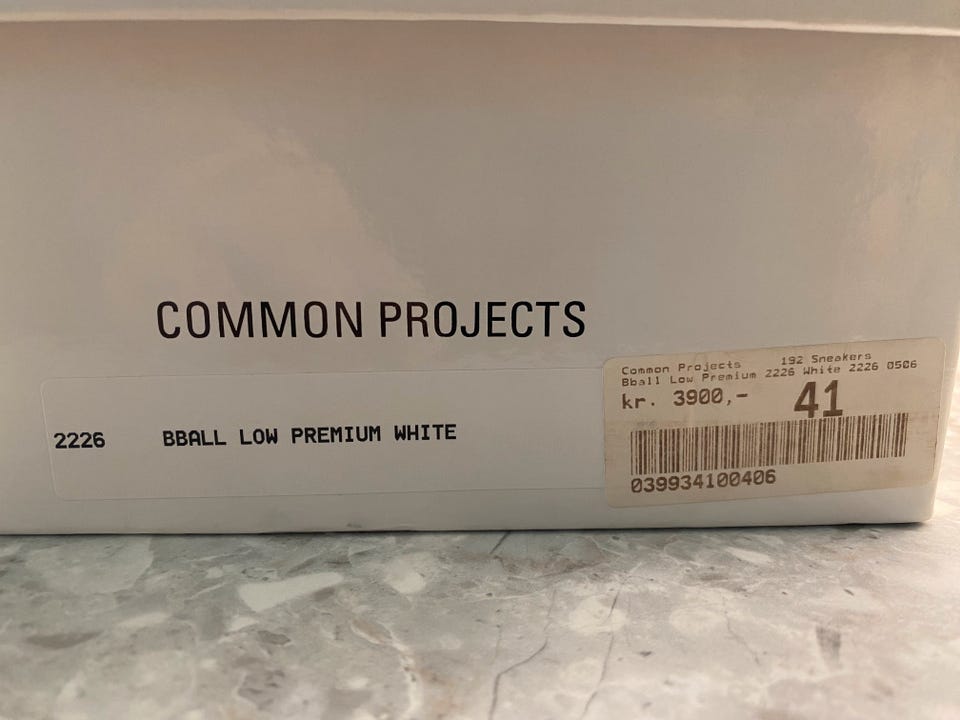 COMMON PROJECTS
2226 BBALL LOW PREMIUM WHITE
Common Projects 192 Sneakers
Bball Low Premium 2226 White 2226 0506
kr. 3900,- 41
039934100406